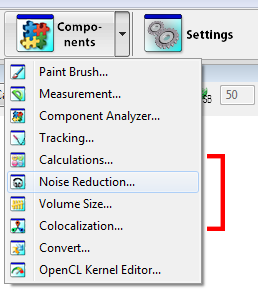 Compo-
nents
Settings
Paint Brush...
Measurement...
Component Analyzer...
50
Tracking...
Calculations...
Noise Reduction...
Volume Size...
Colocalization...
Convert...
OpenCL Kernel Editor...